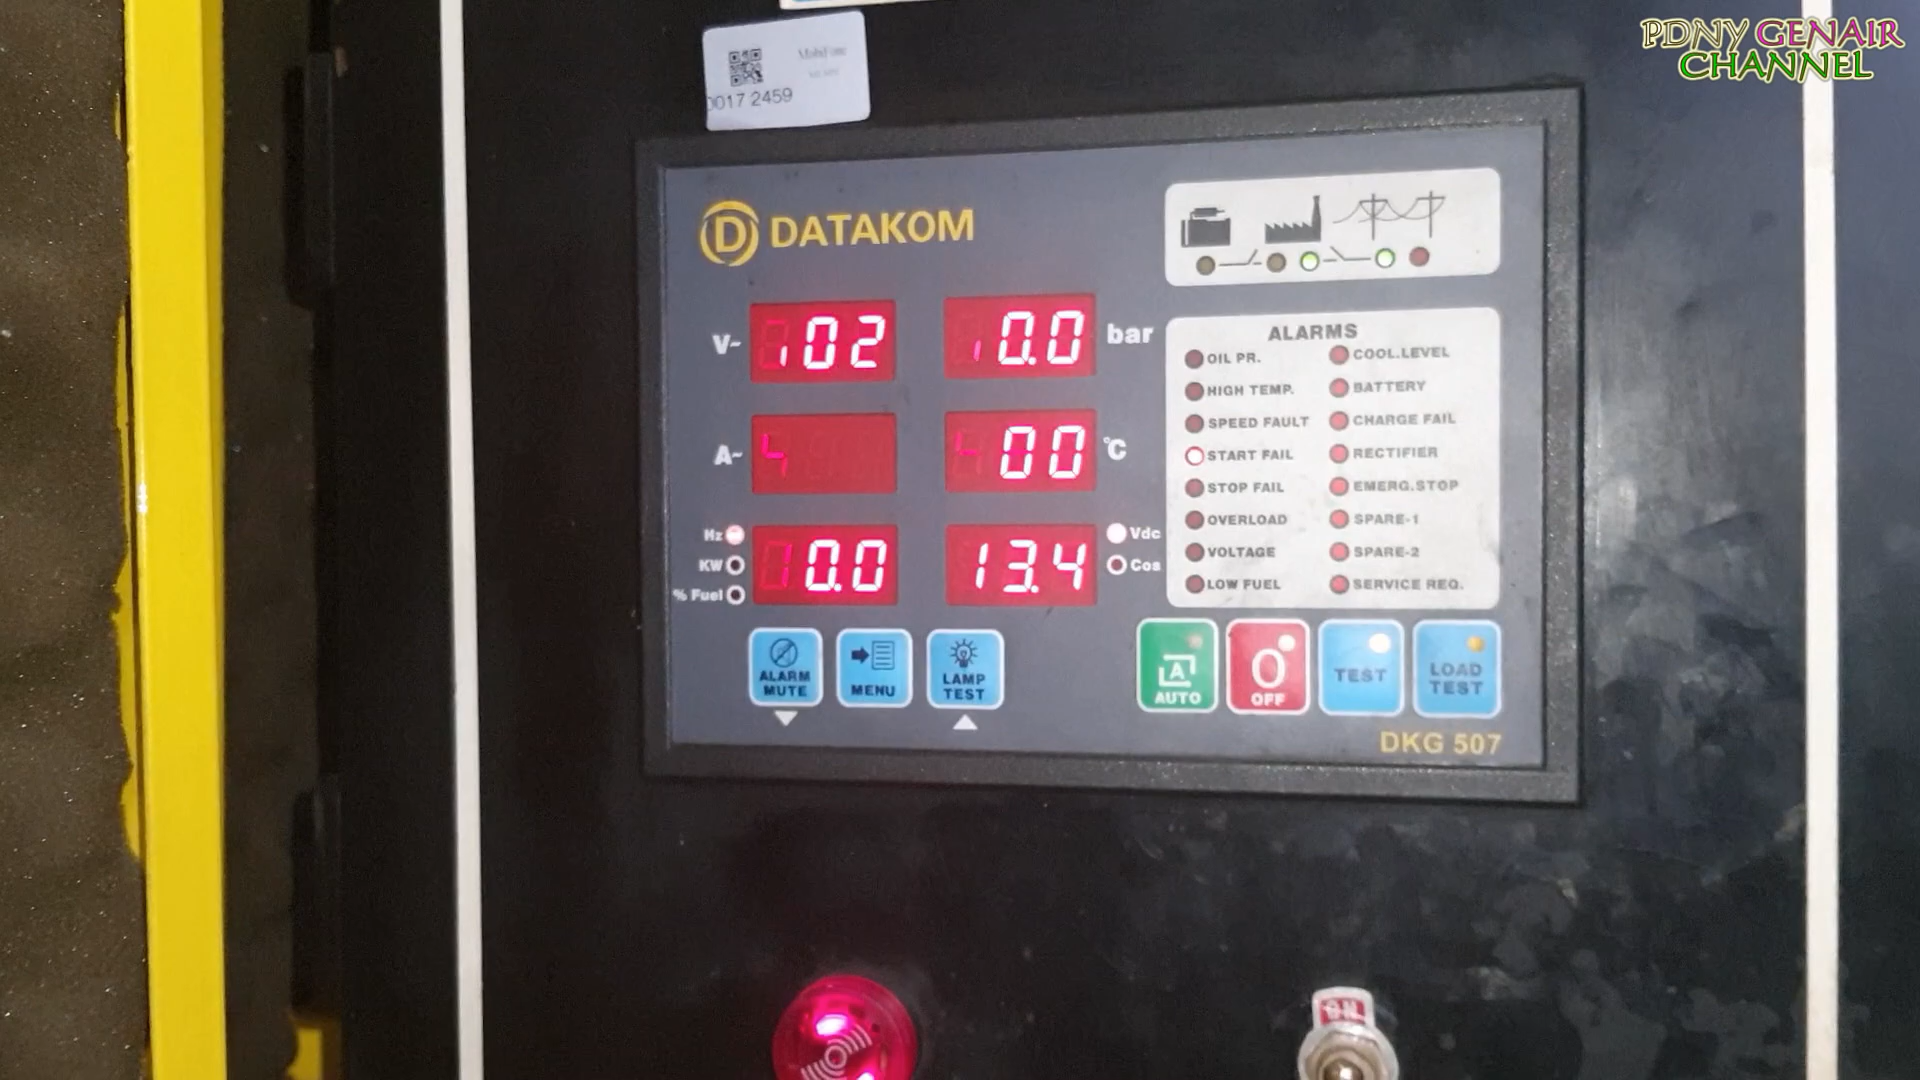 PDNY GENAIR
CHANNEL
MobiFone
0017 2459
D DATAKOM
V~ 102
0.0 bar
A~
00 °C
Hz
KW
% Fuel
0.0
13.4
Vdc
Cos
ALARMS
OIL PR.
HIGH TEMP.
SPEED FAULT
START FAIL
STOP FAIL
OVERLOAD
VOLTAGE
LOW FUEL
COOL.LEVEL
BATTERY
CHARGE FAIL
RECTIFIER
EMERG.STOP
SPARE-1
SPARE-2
SERVICE REQ.
ALARM
MUTE
MENU
LAMP
TEST
A
AUTO
0
OFF
TEST
LOAD
TEST
DKG 507